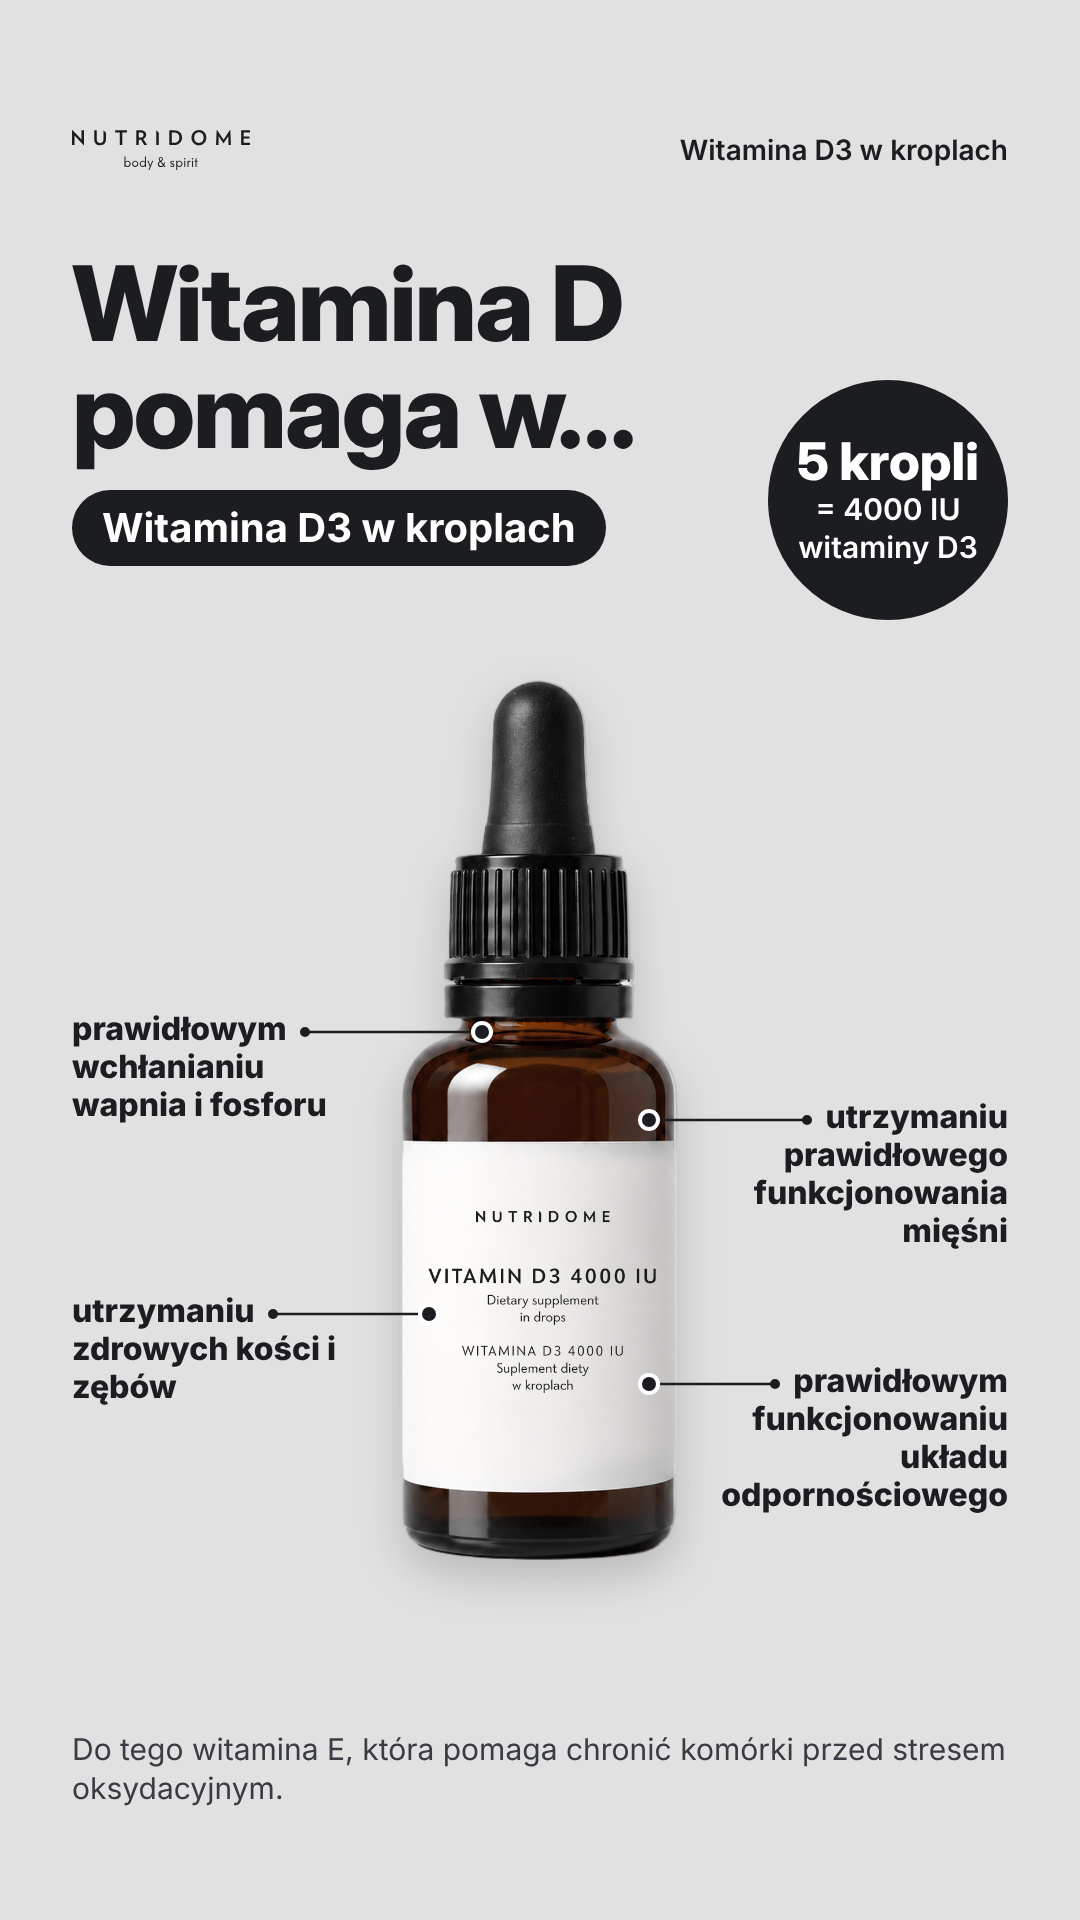 NUTRIDOME
body & spirit
Witamina D3 w kroplach
Witamina D
pomaga w...
Witamina D3 w kroplach
5 kropli
= 4000 IU
witaminy D3
prawidłowym
wchłanianiu
wapnia i fosforu
utrzymaniu
prawidłowego
funkcjonowania
mięśni
NUTRIDOME
VITAMIN D3 4000 IU
Dietary supplement
in drops
WITAMINA D3 4000 IU
Suplement diety
w kroplach
utrzymaniu
zdrowych kości i
zębów
prawidłowym
funkcjonowaniu
układu
odpornościowego
Do tego witamina E, która pomaga chronić komórki przed stresem
oksydacyjnym.